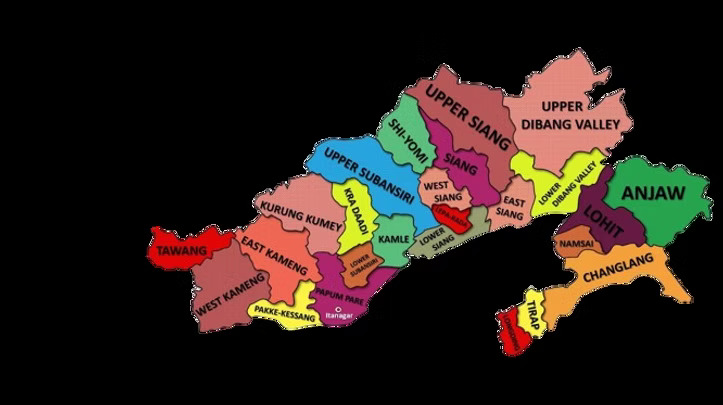 UPPER SIANG
UPPER
DIBANG VALLEY
SHI-YOMI
SIANG
UPPER SUBANSIRI
WEST
SIANG
LOWER
DIBANG VALLEY
ANJAW
KRA DAADI
EAST
SIANG
LEPA-RADA
KURUNG KUMEY
LOHIT
KAMLE
LOWER
SIANG
NAMSAI
TAWANG
EAST KAMENG
LOWER
SUBANSIRI
CHANGLANG
WEST KAMENG
PAPUM PARE
PAKKE-KESSANG
Itanagar
TIRAP